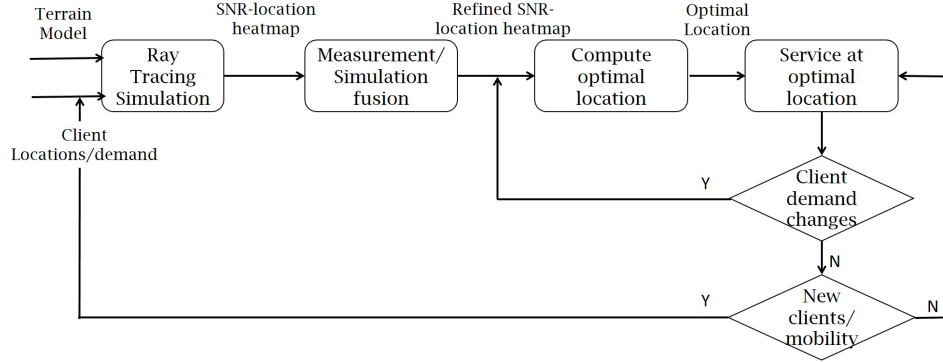 Terrain
Model
SNR-location
heatmap
Refined SNR-
location heatmap
Optimal
Location
Ray
Tracing
Simulation
Measurement/
Simulation
fusion
Compute
optimal
location
Service at
optimal
location
Client
Locations/demand
Y
Client
demand
changes
N
Y
New
clients/
mobility
N